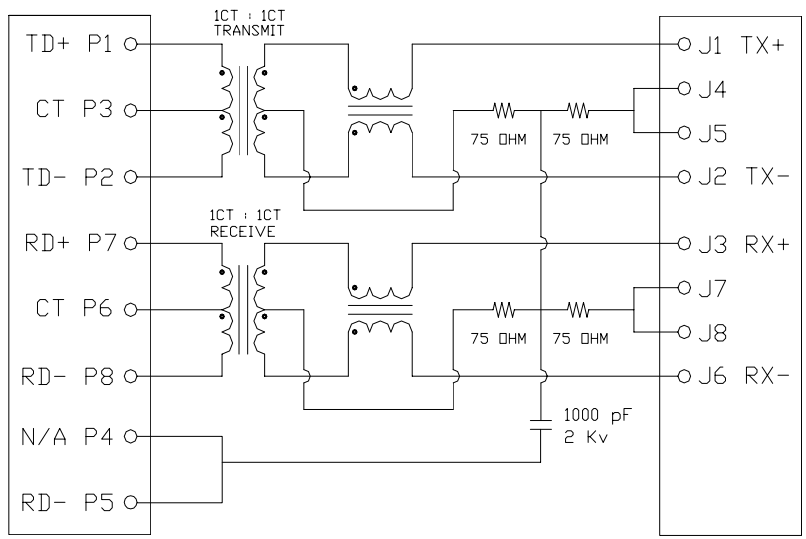 1CT : 1CT
TRANSMIT
TD+ P1
J1 TX+
J4
CT P3
75 OHM
75 OHM
J5
TD- P2
J2 TX-
1CT : 1CT
RECEIVE
RD+ P7
J3 RX+
J7
CT P6
75 OHM
75 OHM
J8
RD- P8
J6 RX-
1000 pF
2 Kv
N/A P4
RD- P5